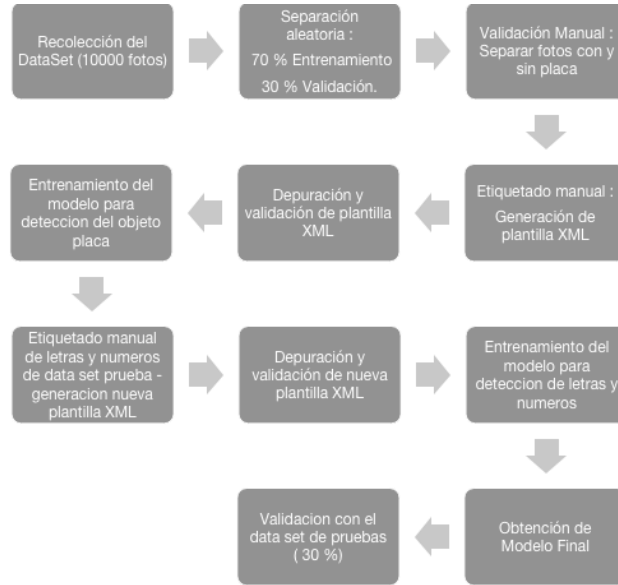 Recolección del
DataSet (10000 fotos)
Separación
aleatoria :
70 % Entrenamiento
30 % Validación.
Validación Manual :
Separar fotos con y
sin placa
Etiquetado manual :
Generación de
plantilla XML
Depuración y
validación de plantilla
XML
Entrenamiento del
modelo para
deteccion del objeto
placa
Etiquetado manual
de letras y numeros
de data set prueba -
generacion nueva
plantilla XML
Depuración y
validación de nueva
plantilla XML
Entrenamiento del
modelo para
deteccion de letras y
numeros
Obtención de
Modelo Final
Validacion con el
data set de pruebas
( 30 %)